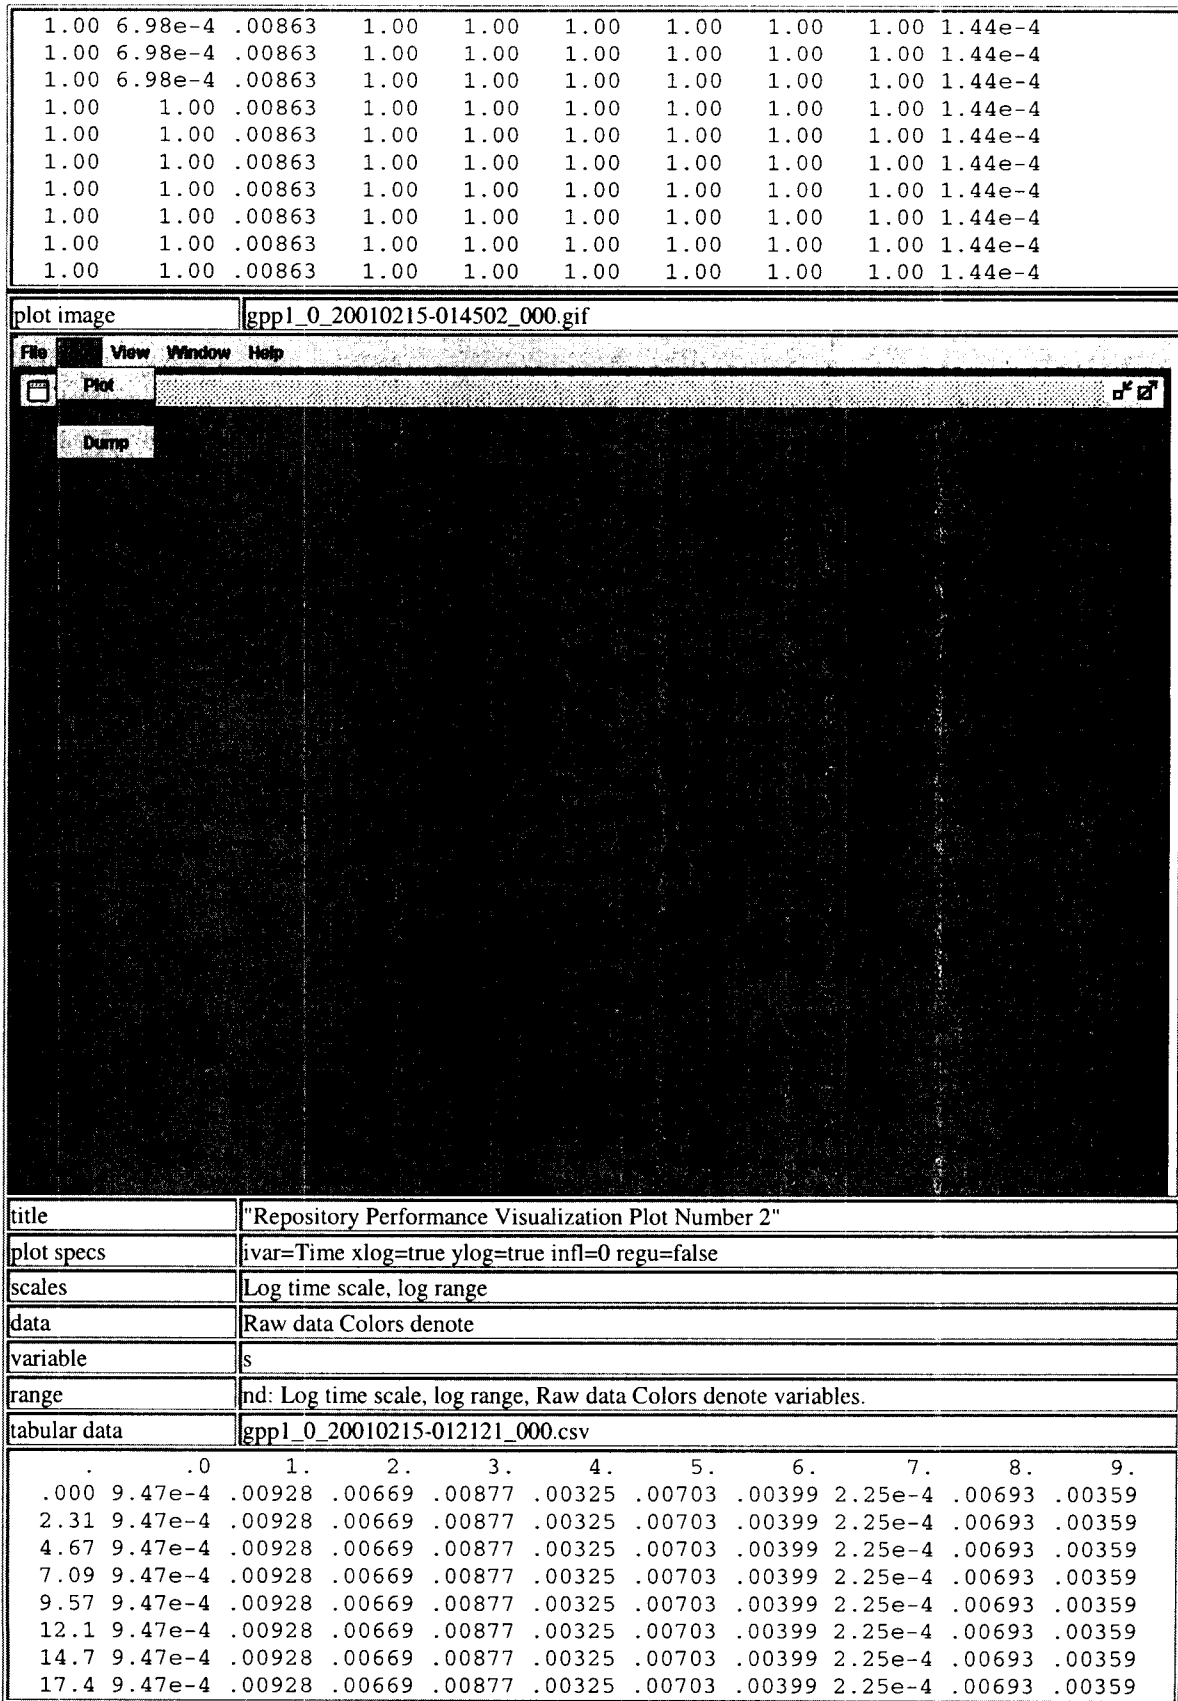 1.00 6.98e-4 .00863 1.00 1.00 1.00 1.00 1.00 1.00 1.44e-4
1.00 6.98e-4 .00863 1.00 1.00 1.00 1.00 1.00 1.00 1.44e-4
1.00 6.98e-4 .00863 1.00 1.00 1.00 1.00 1.00 1.00 1.44e-4
1.00 1.00 .00863 1.00 1.00 1.00 1.00 1.00 1.00 1.44e-4
1.00 1.00 .00863 1.00 1.00 1.00 1.00 1.00 1.00 1.44e-4
1.00 1.00 .00863 1.00 1.00 1.00 1.00 1.00 1.00 1.44e-4
1.00 1.00 .00863 1.00 1.00 1.00 1.00 1.00 1.00 1.44e-4
1.00 1.00 .00863 1.00 1.00 1.00 1.00 1.00 1.00 1.44e-4
1.00 1.00 .00863 1.00 1.00 1.00 1.00 1.00 1.00 1.44e-4
1.00 1.00 .00863 1.00 1.00 1.00 1.00 1.00 1.00 1.44e-4
plot image gpp1_0_20010215-014502_000.gif
File View Window Help
Plot
Dump
title "Repository Performance Visualization Plot Number 2"
plot specs ivar=Time xlog=true ylog=true infl=0 regu=false
scales Log time scale, log range
data Raw data Colors denote
variable s
range nd: Log time scale, log range, Raw data Colors denote variables.
tabular data gpp1_0_20010215-012121_000.csv
. .0 1. 2. 3. 4. 5. 6. 7. 8. 9.
.000 9.47e-4 .00928 .00669 .00877 .00325 .00703 .00399 2.25e-4 .00693 .00359
2.31 9.47e-4 .00928 .00669 .00877 .00325 .00703 .00399 2.25e-4 .00693 .00359
4.67 9.47e-4 .00928 .00669 .00877 .00325 .00703 .00399 2.25e-4 .00693 .00359
7.09 9.47e-4 .00928 .00669 .00877 .00325 .00703 .00399 2.25e-4 .00693 .00359
9.57 9.47e-4 .00928 .00669 .00877 .00325 .00703 .00399 2.25e-4 .00693 .00359
12.1 9.47e-4 .00928 .00669 .00877 .00325 .00703 .00399 2.25e-4 .00693 .00359
14.7 9.47e-4 .00928 .00669 .00877 .00325 .00703 .00399 2.25e-4 .00693 .00359
17.4 9.47e-4 .00928 .00669 .00877 .00325 .00703 .00399 2.25e-4 .00693 .00359